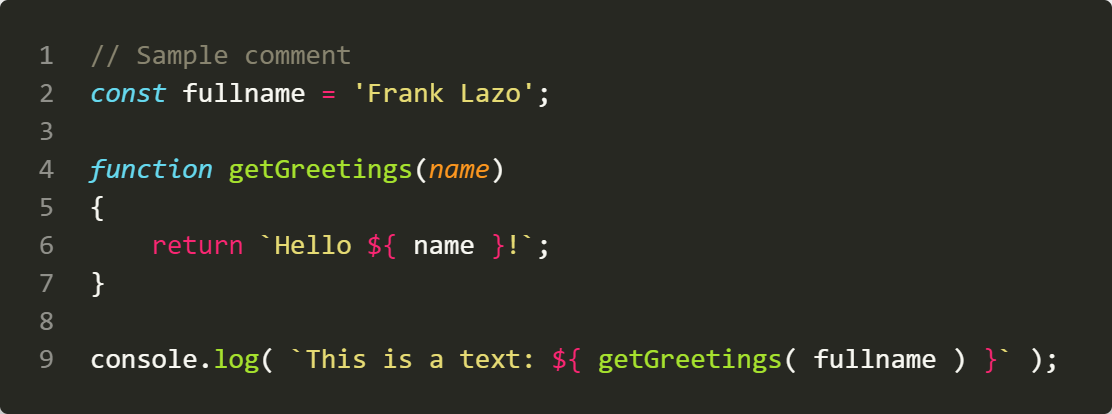 1 // Sample comment
2 const fullname = 'Frank Lazo';
3
4 function getGreetings(name)
5 {
6     return `Hello ${ name }!`;
7 }
8
9 console.log( `This is a text: ${ getGreetings( fullname ) }` );